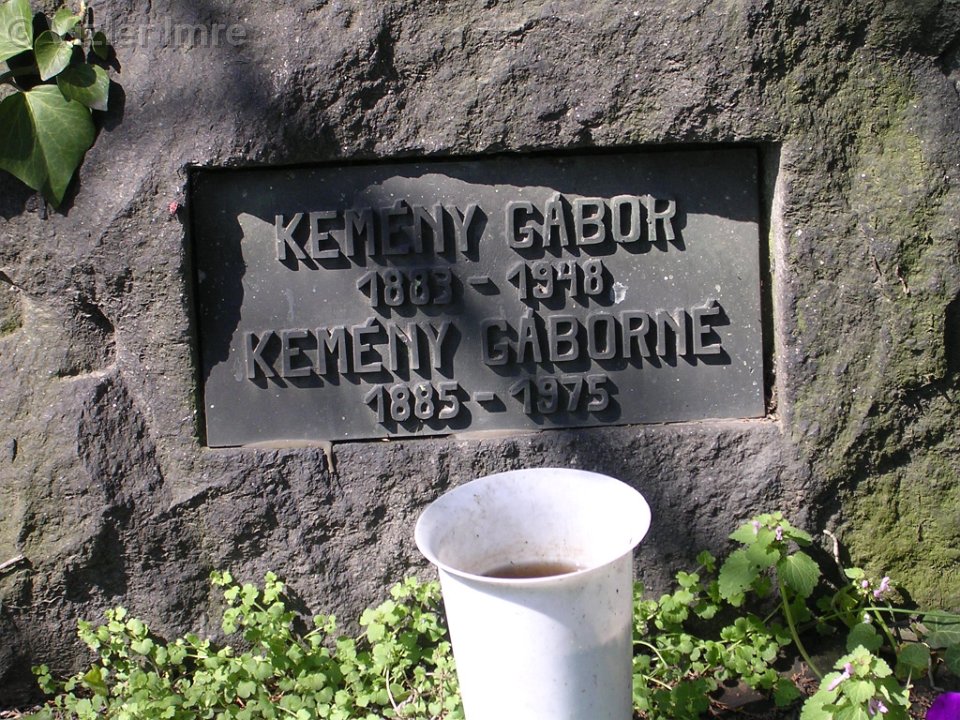 KEMÉNY GÁBOR
1883 - 1948
KEMÉNY GÁBORNÉ
1885 - 1975